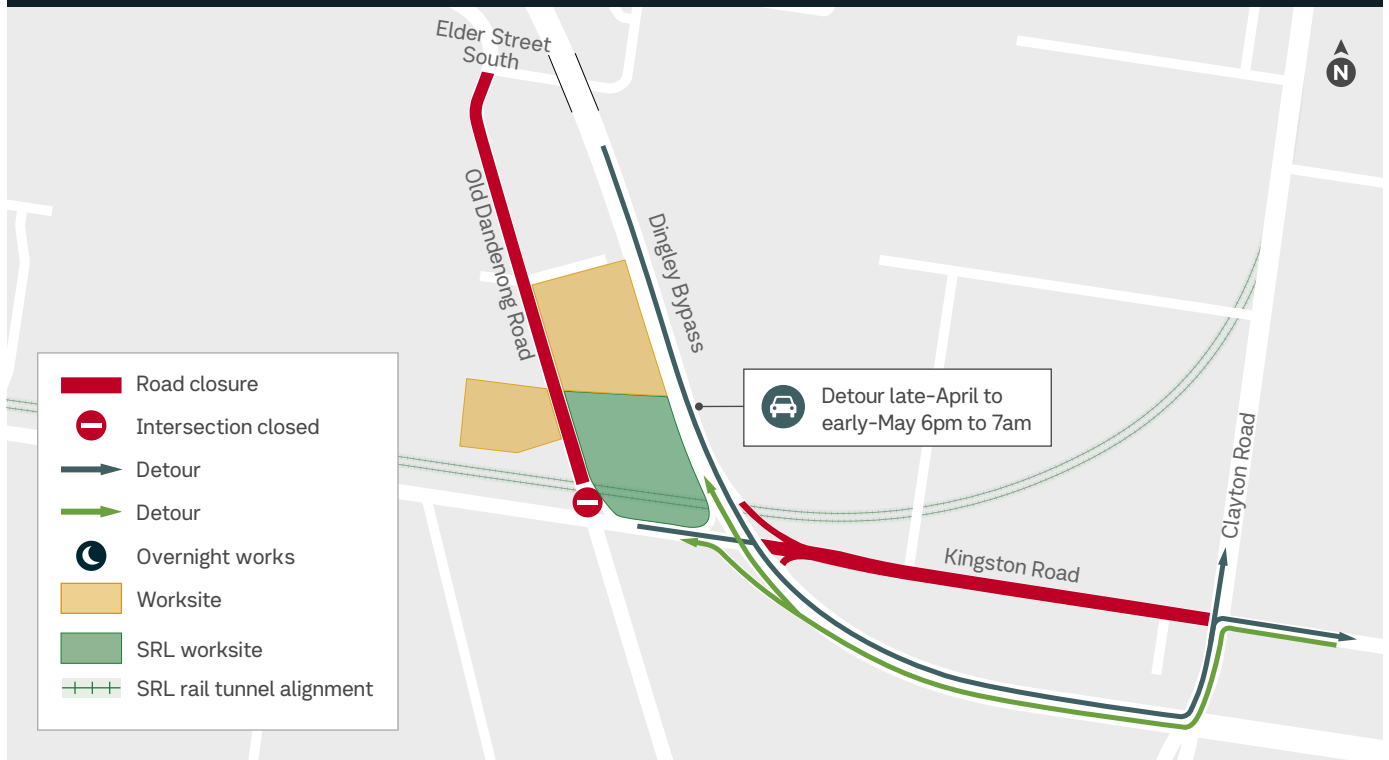 Elder Street
South
N
Old Dandenong Road
Dingley Bypass
Detour late-April to
early-May 6pm to 7am
Clayton Road
Kingston Road
Road closure
Intersection closed
Detour
Detour
Overnight works
Worksite
SRL worksite
SRL rail tunnel alignment